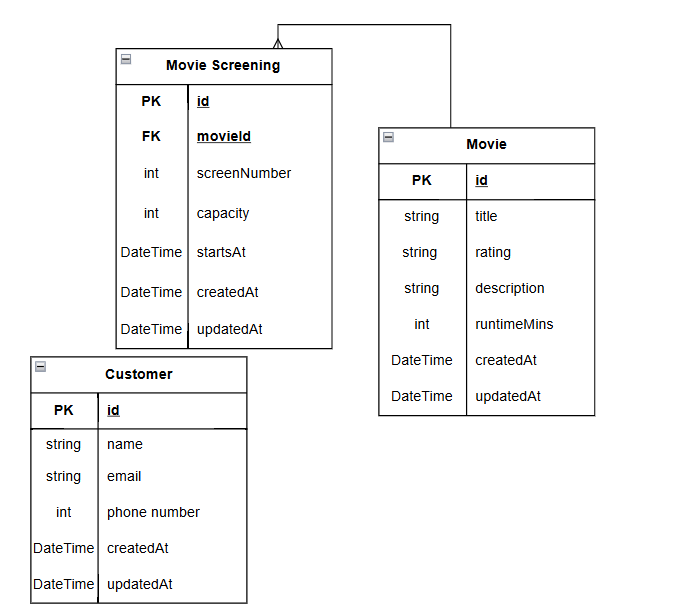 Movie Screening
PK id
FK movieId
int screenNumber
int capacity
DateTime startsAt
DateTime createdAt
DateTime updatedAt
Movie
PK id
string title
string rating
string description
int runtimeMins
DateTime createdAt
DateTime updatedAt
Customer
PK id
string name
string email
int phone number
DateTime createdAt
DateTime updatedAt